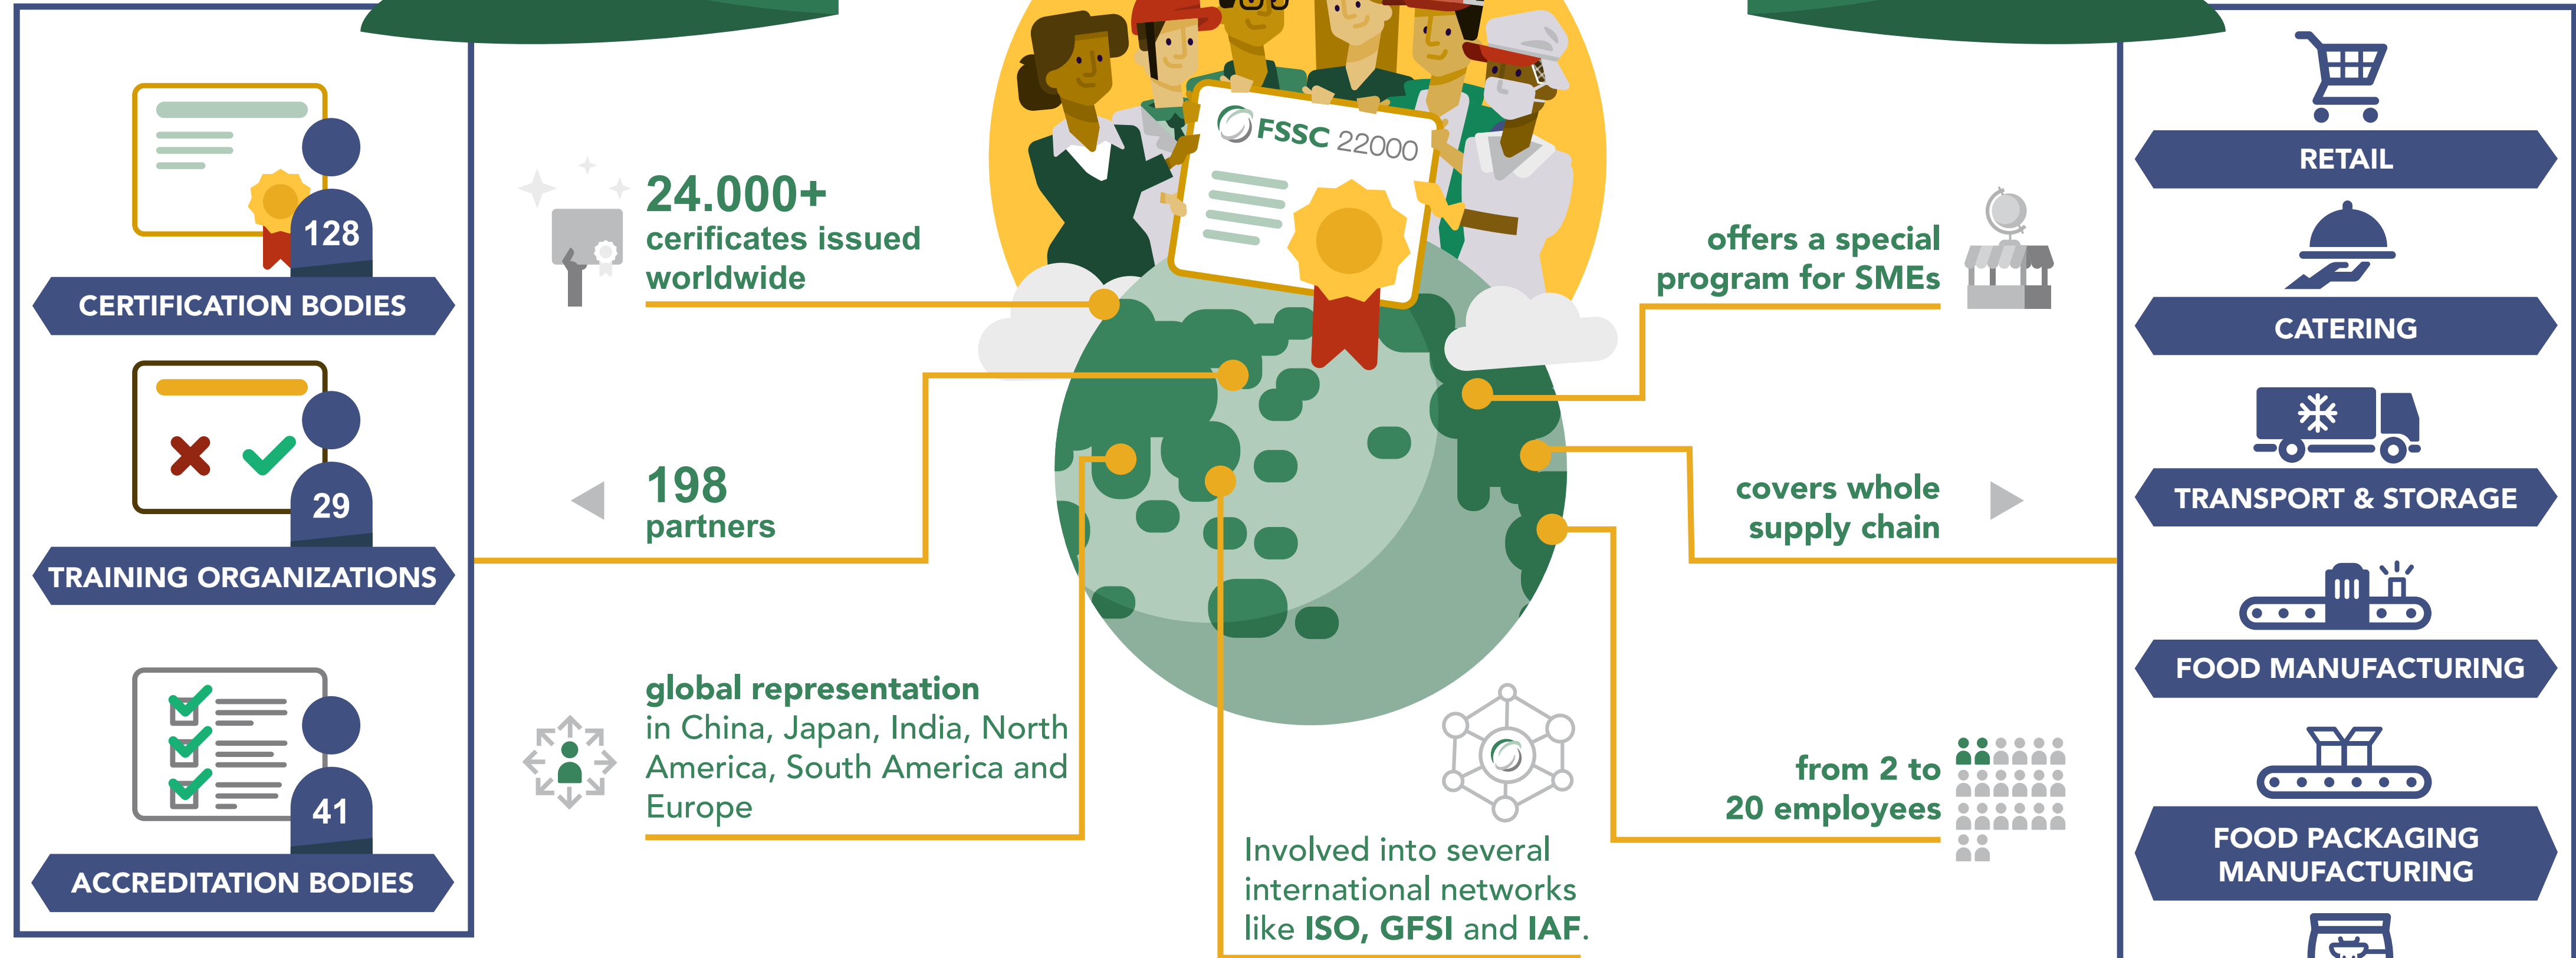 128
CERTIFICATION BODIES
29
TRAINING ORGANIZATIONS
41
ACCREDITATION BODIES
24.000+
cerificates issued
worldwide
198
partners
global representation
in China, Japan, India, North
America, South America and
Europe
FSSC 22000
Involved into several
international networks
like ISO, GFSI and IAF.
offers a special
program for SMEs
covers whole
supply chain
from 2 to
20 employees
RETAIL
CATERING
TRANSPORT & STORAGE
FOOD MANUFACTURING
FOOD PACKAGING
MANUFACTURING